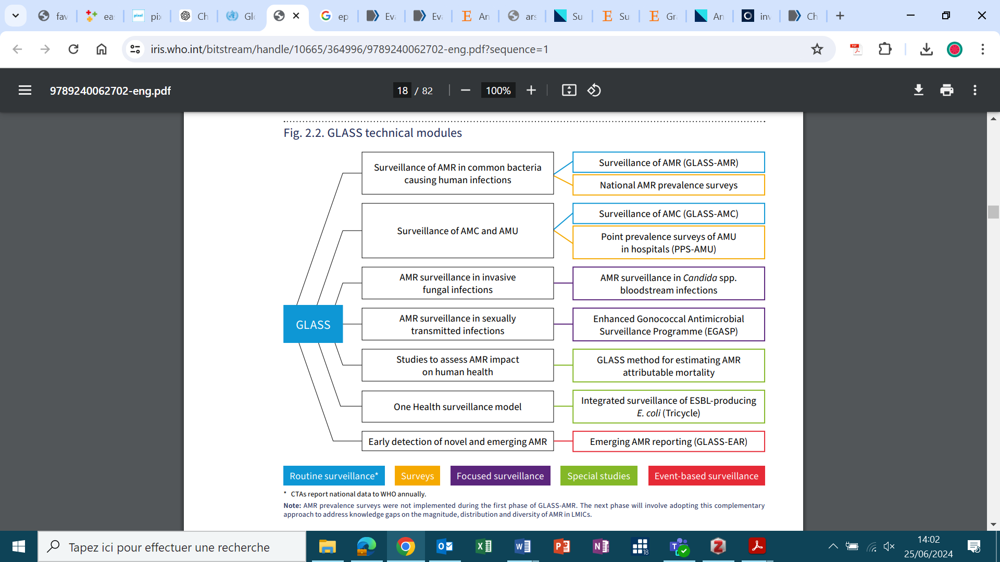 fav
ea
pixel
pix
Ch
Glo
ep
Eva
Eva
An
ars
Su
Su
Gr
An
inv
Ch
iris.who.int/bitstream/handle/10665/364996/9789240062702-eng.pdf?sequence=1
9789240062702-eng.pdf
18 / 82
100%
Fig. 2.2. GLASS technical modules
Surveillance of AMR in common bacteria
causing human infections
Surveillance of AMR (GLASS-AMR)
National AMR prevalence surveys
Surveillance of AMC and AMU
Surveillance of AMC (GLASS-AMC)
Point prevalence surveys of AMU
in hospitals (PPS-AMU)
AMR surveillance in invasive
fungal infections
AMR surveillance in Candida spp.
bloodstream infections
GLASS
AMR surveillance in sexually
transmitted infections
Enhanced Gonococcal Antimicrobial
Surveillance Programme (EGASP)
Studies to assess AMR impact
on human health
GLASS method for estimating AMR
attributable mortality
One Health surveillance model
Integrated surveillance of ESBL-producing
E. coli (Tricycle)
Early detection of novel and emerging AMR
Emerging AMR reporting (GLASS-EAR)
Routine surveillance*
Surveys
Focused surveillance
Special studies
Event-based surveillance
* CTAs report national data to WHO annually.
Note: AMR prevalence surveys were not implemented during the first phase of GLASS-AMR. The next phase will involve adopting this complementary
approach to address knowledge gaps on the magnitude, distribution and diversity of AMR in LMICs.
Tapez ici pour effectuer une recherche
18
14:02
25/06/2024